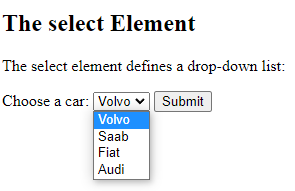 The select Element
The select element defines a drop-down list:
Choose a car: Volvo Submit
Volvo
Saab
Fiat
Audi